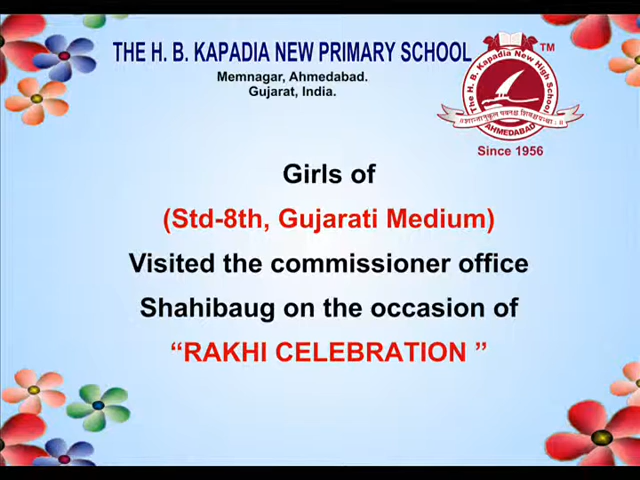 THE H. B. KAPADIA NEW PRIMARY SCHOOL
Memnagar, Ahmedabad.
Gujarat, India.
TM
The H. B. Kapadia New High School
AHMEDABAD
Since 1956
Girls of
(Std-8th, Gujarati Medium)
Visited the commissioner office
Shahibaug on the occasion of
“RAKHI CELEBRATION ”